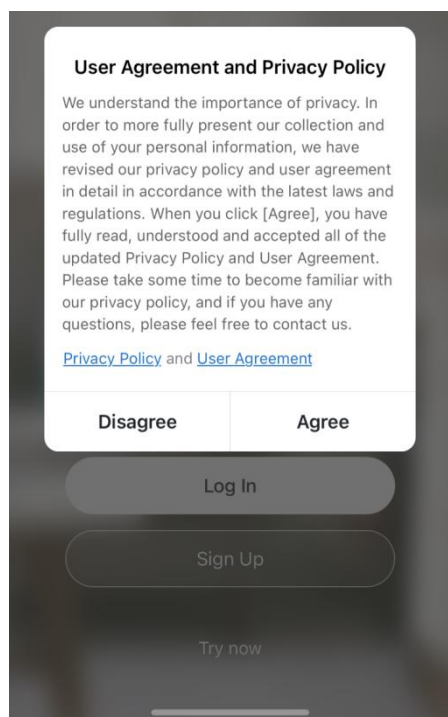 User Agreement and Privacy Policy
We understand the importance of privacy. In
order to more fully present our collection and
use of your personal information, we have
revised our privacy policy and user agreement
in detail in accordance with the latest laws and
regulations. When you click [Agree], you have
fully read, understood and accepted all of the
updated Privacy Policy and User Agreement.
Please take some time to become familiar with
our privacy policy, and if you have any
questions, please feel free to contact us.
Privacy Policy and User Agreement
Disagree Agree
Log In
Sign Up
Try now